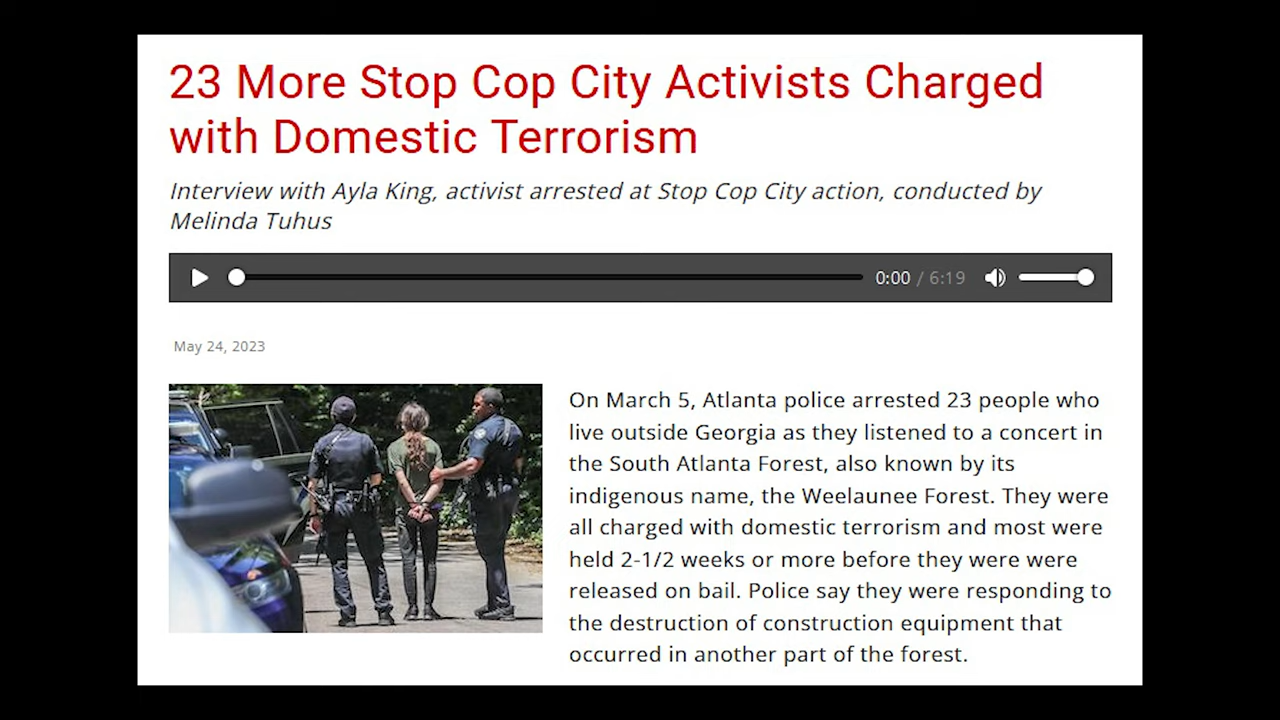 23 More Stop Cop City Activists Charged
with Domestic Terrorism
Interview with Ayla King, activist arrested at Stop Cop City action, conducted by
Melinda Tuhus
0:00 / 6:19
May 24, 2023
On March 5, Atlanta police arrested 23 people who
live outside Georgia as they listened to a concert in
the South Atlanta Forest, also known by its
indigenous name, the Weelaunee Forest. They were
all charged with domestic terrorism and most were
held 2-1/2 weeks or more before they were were
released on bail. Police say they were responding to
the destruction of construction equipment that
occurred in another part of the forest.